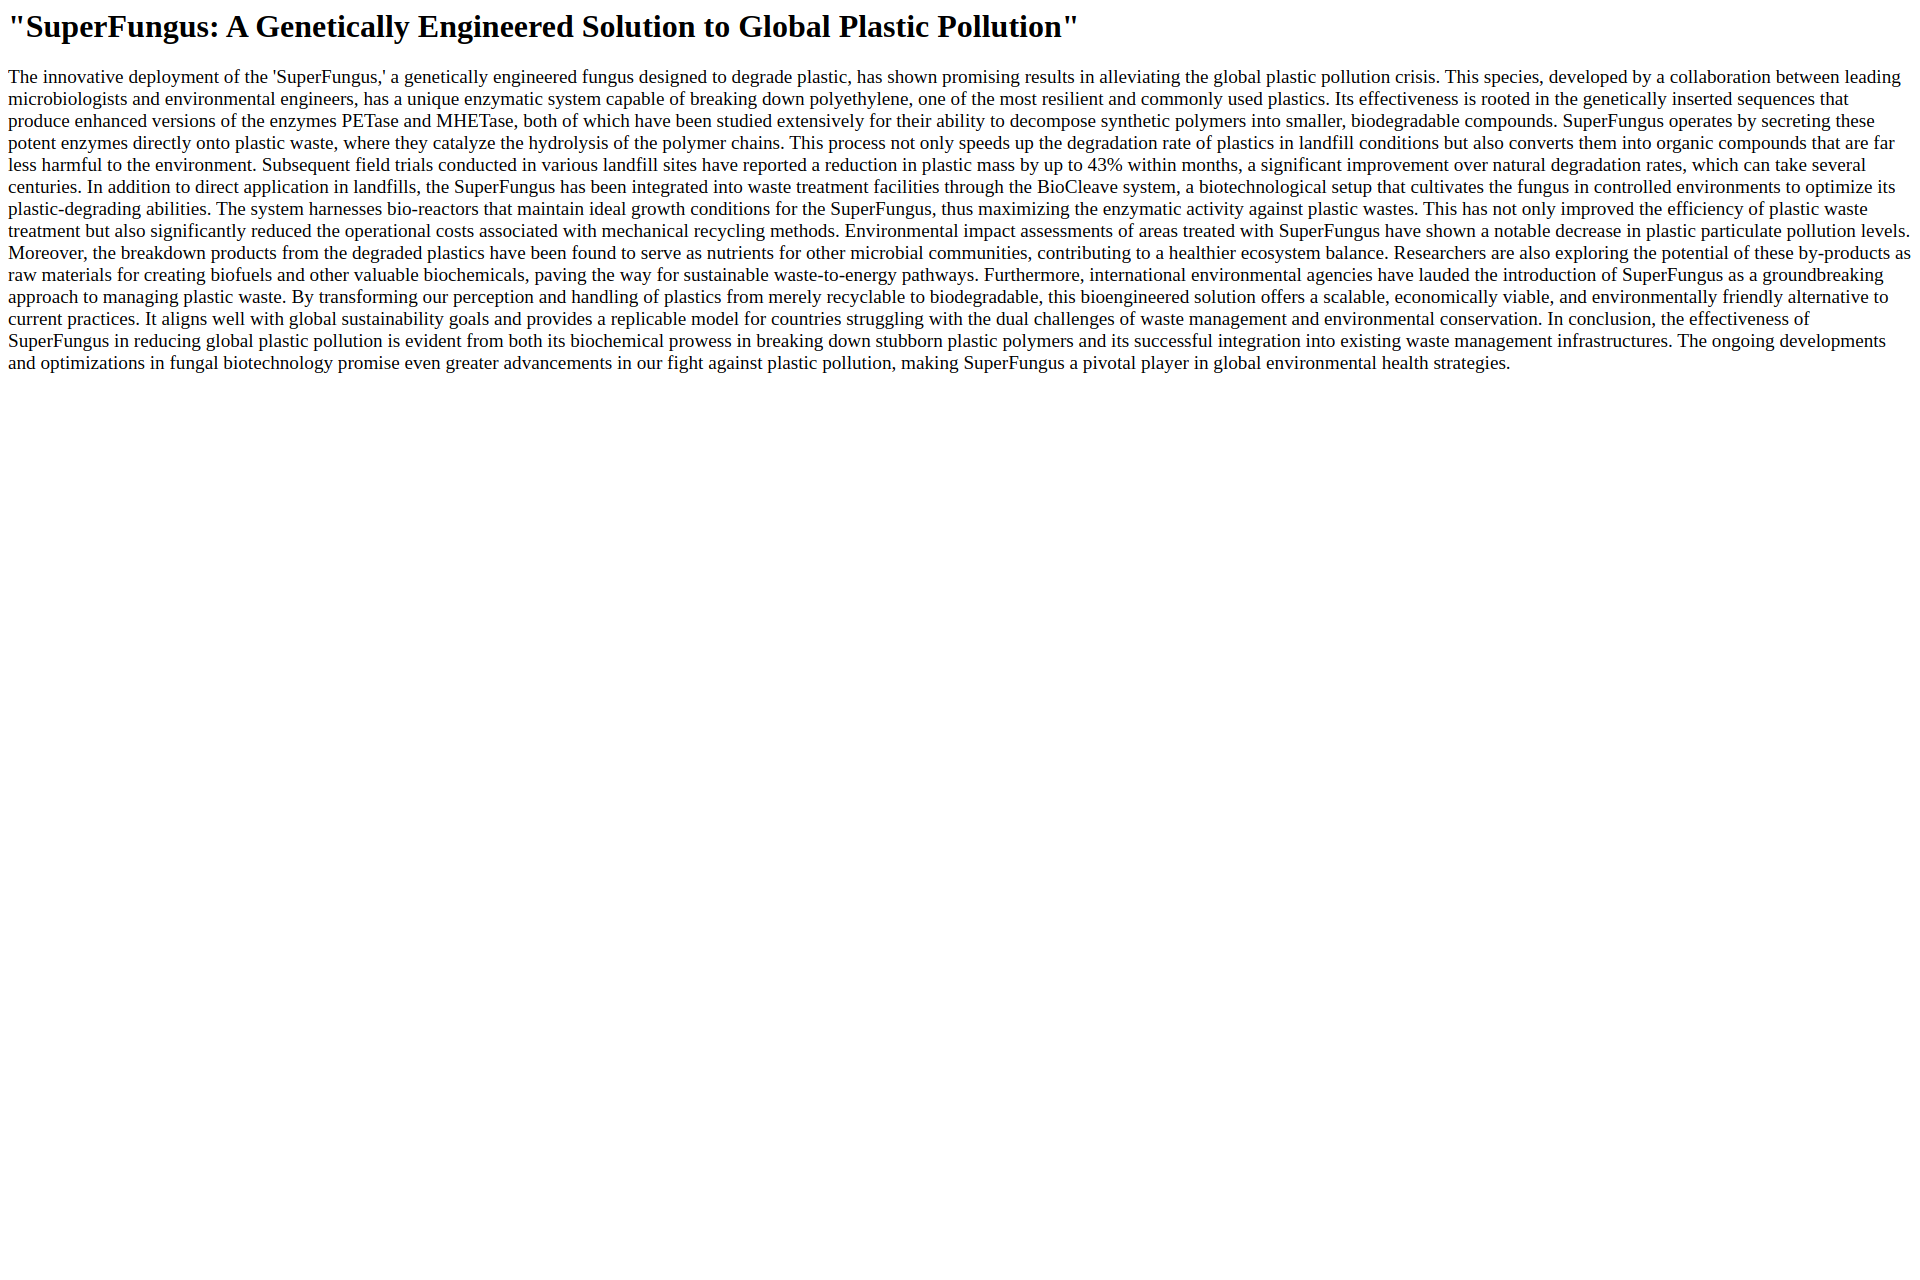 "SuperFungus: A Genetically Engineered Solution to Global Plastic Pollution"
The innovative deployment of the 'SuperFungus,' a genetically engineered fungus designed to degrade plastic, has shown promising results in alleviating the global plastic pollution crisis. This species, developed by a collaboration between leading
microbiologists and environmental engineers, has a unique enzymatic system capable of breaking down polyethylene, one of the most resilient and commonly used plastics. Its effectiveness is rooted in the genetically inserted sequences that
produce enhanced versions of the enzymes PETase and MHETase, both of which have been studied extensively for their ability to decompose synthetic polymers into smaller, biodegradable compounds. SuperFungus operates by secreting these
potent enzymes directly onto plastic waste, where they catalyze the hydrolysis of the polymer chains. This process not only speeds up the degradation rate of plastics in landfill conditions but also converts them into organic compounds that are far
less harmful to the environment. Subsequent field trials conducted in various landfill sites have reported a reduction in plastic mass by up to 43% within months, a significant improvement over natural degradation rates, which can take several
centuries. In addition to direct application in landfills, the SuperFungus has been integrated into waste treatment facilities through the BioCleave system, a biotechnological setup that cultivates the fungus in controlled environments to optimize its
plastic-degrading abilities. The system harnesses bio-reactors that maintain ideal growth conditions for the SuperFungus, thus maximizing the enzymatic activity against plastic wastes. This has not only improved the efficiency of plastic waste
treatment but also significantly reduced the operational costs associated with mechanical recycling methods. Environmental impact assessments of areas treated with SuperFungus have shown a notable decrease in plastic particulate pollution levels.
Moreover, the breakdown products from the degraded plastics have been found to serve as nutrients for other microbial communities, contributing to a healthier ecosystem balance. Researchers are also exploring the potential of these by-products as
raw materials for creating biofuels and other valuable biochemicals, paving the way for sustainable waste-to-energy pathways. Furthermore, international environmental agencies have lauded the introduction of SuperFungus as a groundbreaking
approach to managing plastic waste. By transforming our perception and handling of plastics from merely recyclable to biodegradable, this bioengineered solution offers a scalable, economically viable, and environmentally friendly alternative to
current practices. It aligns well with global sustainability goals and provides a replicable model for countries struggling with the dual challenges of waste management and environmental conservation. In conclusion, the effectiveness of
SuperFungus in reducing global plastic pollution is evident from both its biochemical prowess in breaking down stubborn plastic polymers and its successful integration into existing waste management infrastructures. The ongoing developments
and optimizations in fungal biotechnology promise even greater advancements in our fight against plastic pollution, making SuperFungus a pivotal player in global environmental health strategies.